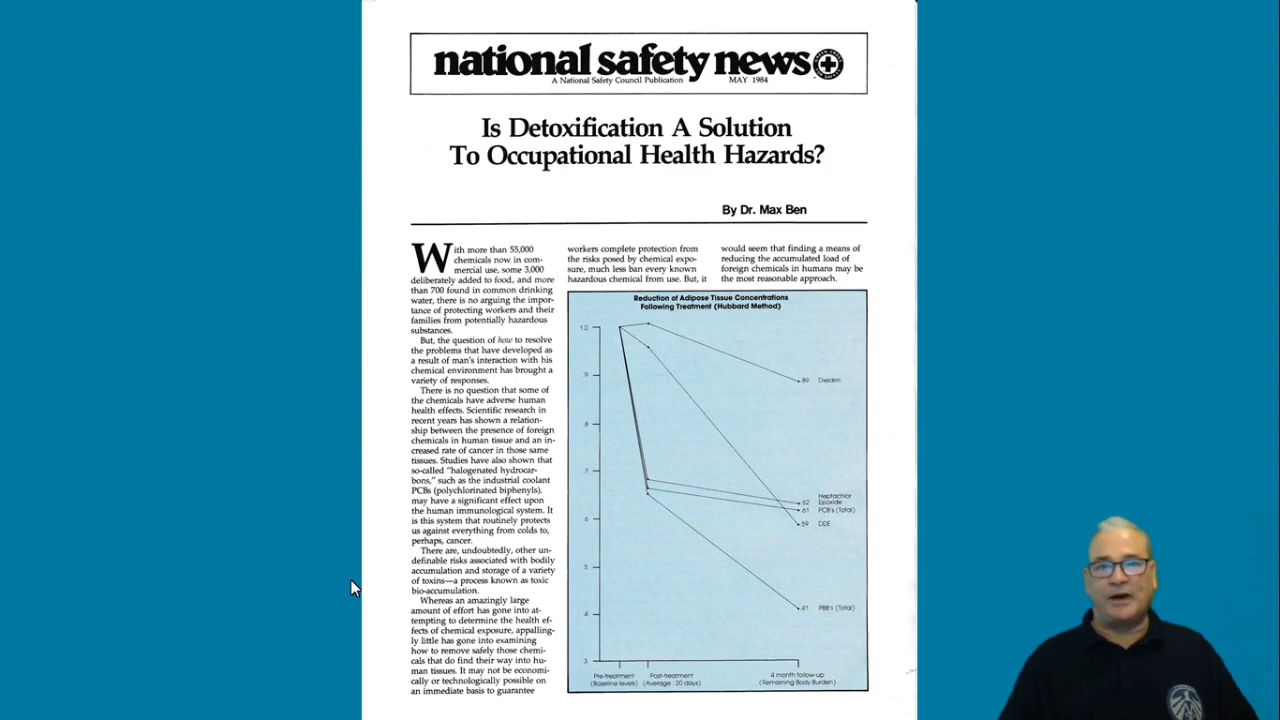 national safety news
A National Safety Council Publication MAY 1984
Is Detoxification A Solution
To Occupational Health Hazards?
By Dr. Max Ben
With more than 55,000
chemicals now in com-
mercial use, some 3,000
deliberately added to food, and more
than 700 found in common drinking
water, there is no arguing the impor-
tance of protecting workers and their
families from potentially hazardous
substances.
But, the question of how to resolve
the problems that have developed as
a result of man's interaction with his
chemical environment has brought a
variety of responses.
There is no question that some of
the chemicals have adverse human
health effects. Scientific research in
recent years has shown a relation-
ship between the presence of foreign
chemicals in human tissue and an in-
creased rate of cancer in those same
tissues. Studies have also shown that
so-called "halogenated hydrocar-
bons," such as the industrial coolant
PCBs (polychlorinated biphenyls),
may have a significant effect upon
the human immunological system. It
is this system that routinely protects
us against everything from colds to,
perhaps, cancer.
There are, undoubtedly, other un-
definable risks associated with bodily
accumulation and storage of a variety
of toxins—a process known as toxic
bio-accumulation.
Whereas an amazingly large
amount of effort has gone into at-
tempting to determine the health ef-
fects of chemical exposure, appalling-
ly little has gone into examining
how to remove safely those chemi-
cals that do find their way into hu-
man tissues. It may not be economi-
cally or technologically possible on
an immediate basis to guarantee
workers complete protection from
the risks posed by chemical expo-
sure, much less ban every known
hazardous chemical from use. But, it
would seem that finding a means of
reducing the accumulated load of
foreign chemicals in humans may be
the most reasonable approach.
Reduction of Adipose Tissue Concentrations
Following Treatment (Hubbard Method)
1.0
.9
.8
.7
.6
.5
.4
.3
.89 Dieldrin
Heptachlor
.62 Epoxide
.61 PCB's (Total)
.59 DDE
.41 PBB's (Total)
Pre-treatment
(Baseline levels)
Post-treatment
(Average: 20 days)
4 month follow-up
(Remaining Body Burden)